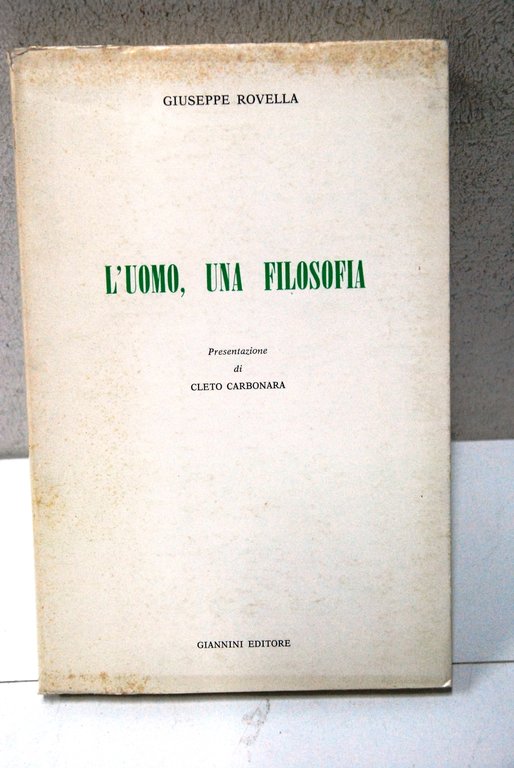 GIUSEPPE ROVELLA
L'UOMO, UNA FILOSOFIA
Presentazione
di
CLETO CARBONARA
GIANNINI EDITORE